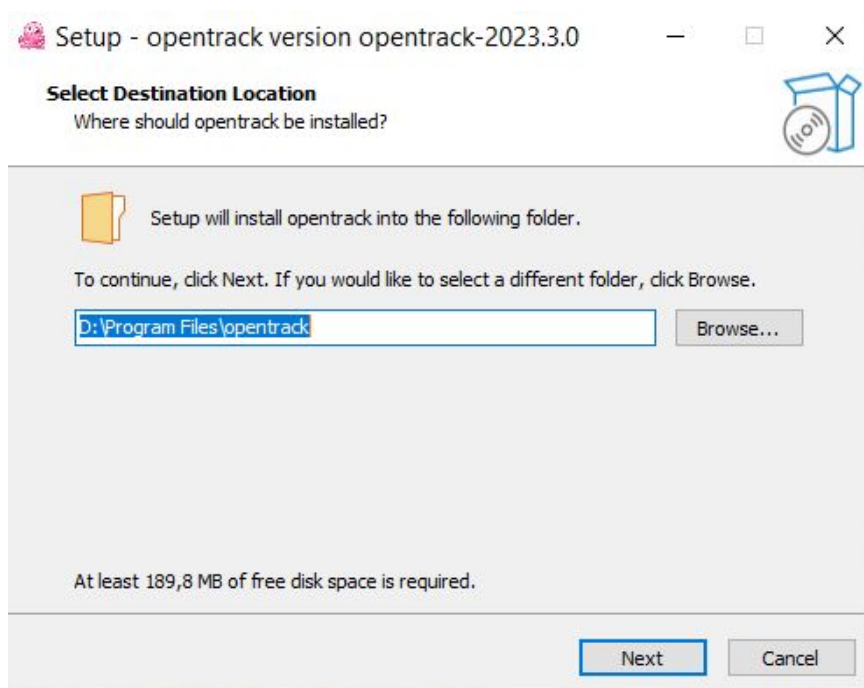 Setup - opentrack version opentrack-2023.3.0
Select Destination Location
Where should opentrack be installed?
Setup will install opentrack into the following folder.
To continue, click Next. If you would like to select a different folder, click Browse.
D:\Program Files\opentrack
Browse...
At least 189,8 MB of free disk space is required.
Next
Cancel